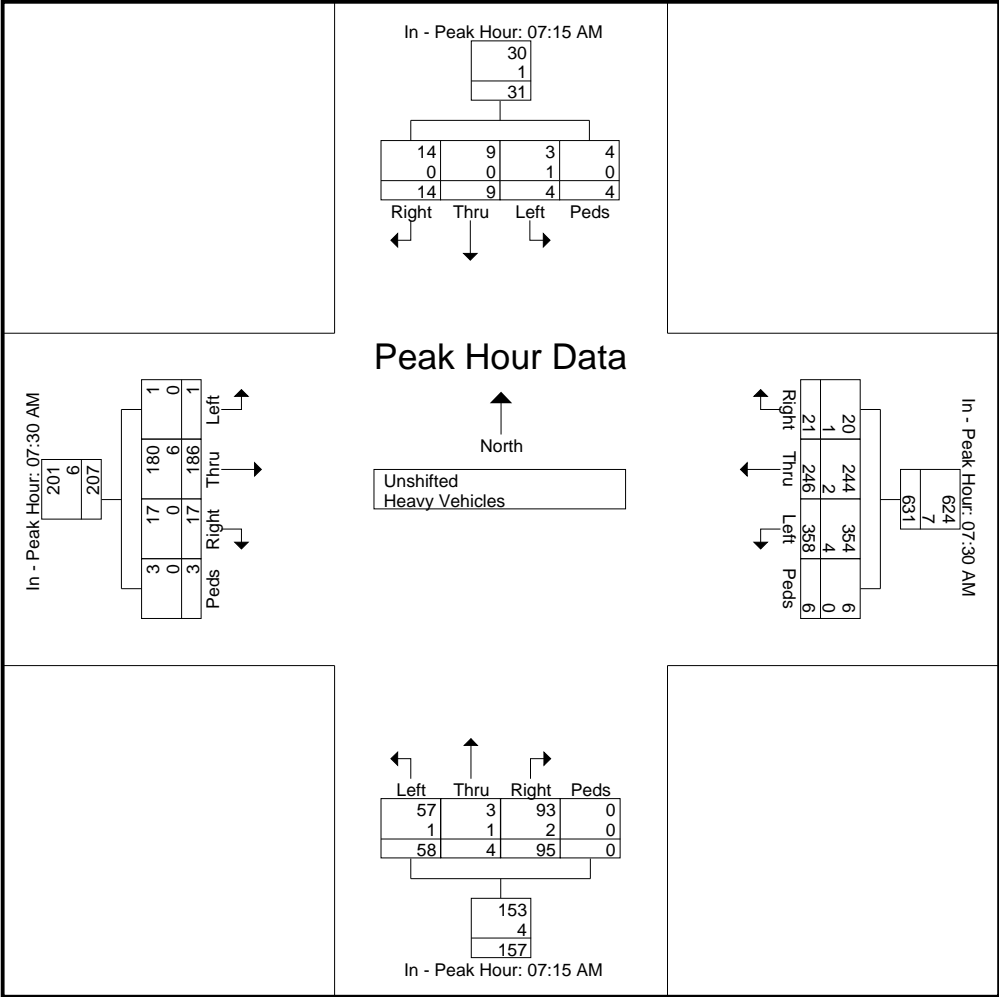 In - Peak Hour: 07:15 AM
30
1
31
14 9 3 4
0 0 1 0
14 9 4 4
Right Thru Left Peds
Peak Hour Data
North
Unshifted
Heavy Vehicles
In - Peak Hour: 07:30 AM
201
6
207
1 0 1
Left
180 6 186
Thru
17 0 17
Right
3 0 3
Peds
Right
21 1 20
Thru
246 2 244
Left
358 4 354
Peds
6 0 6
In - Peak Hour: 07:30 AM
624
7
631
Left Thru Right Peds
57 3 93 0
1 1 2 0
58 4 95 0
153
4
157
In - Peak Hour: 07:15 AM